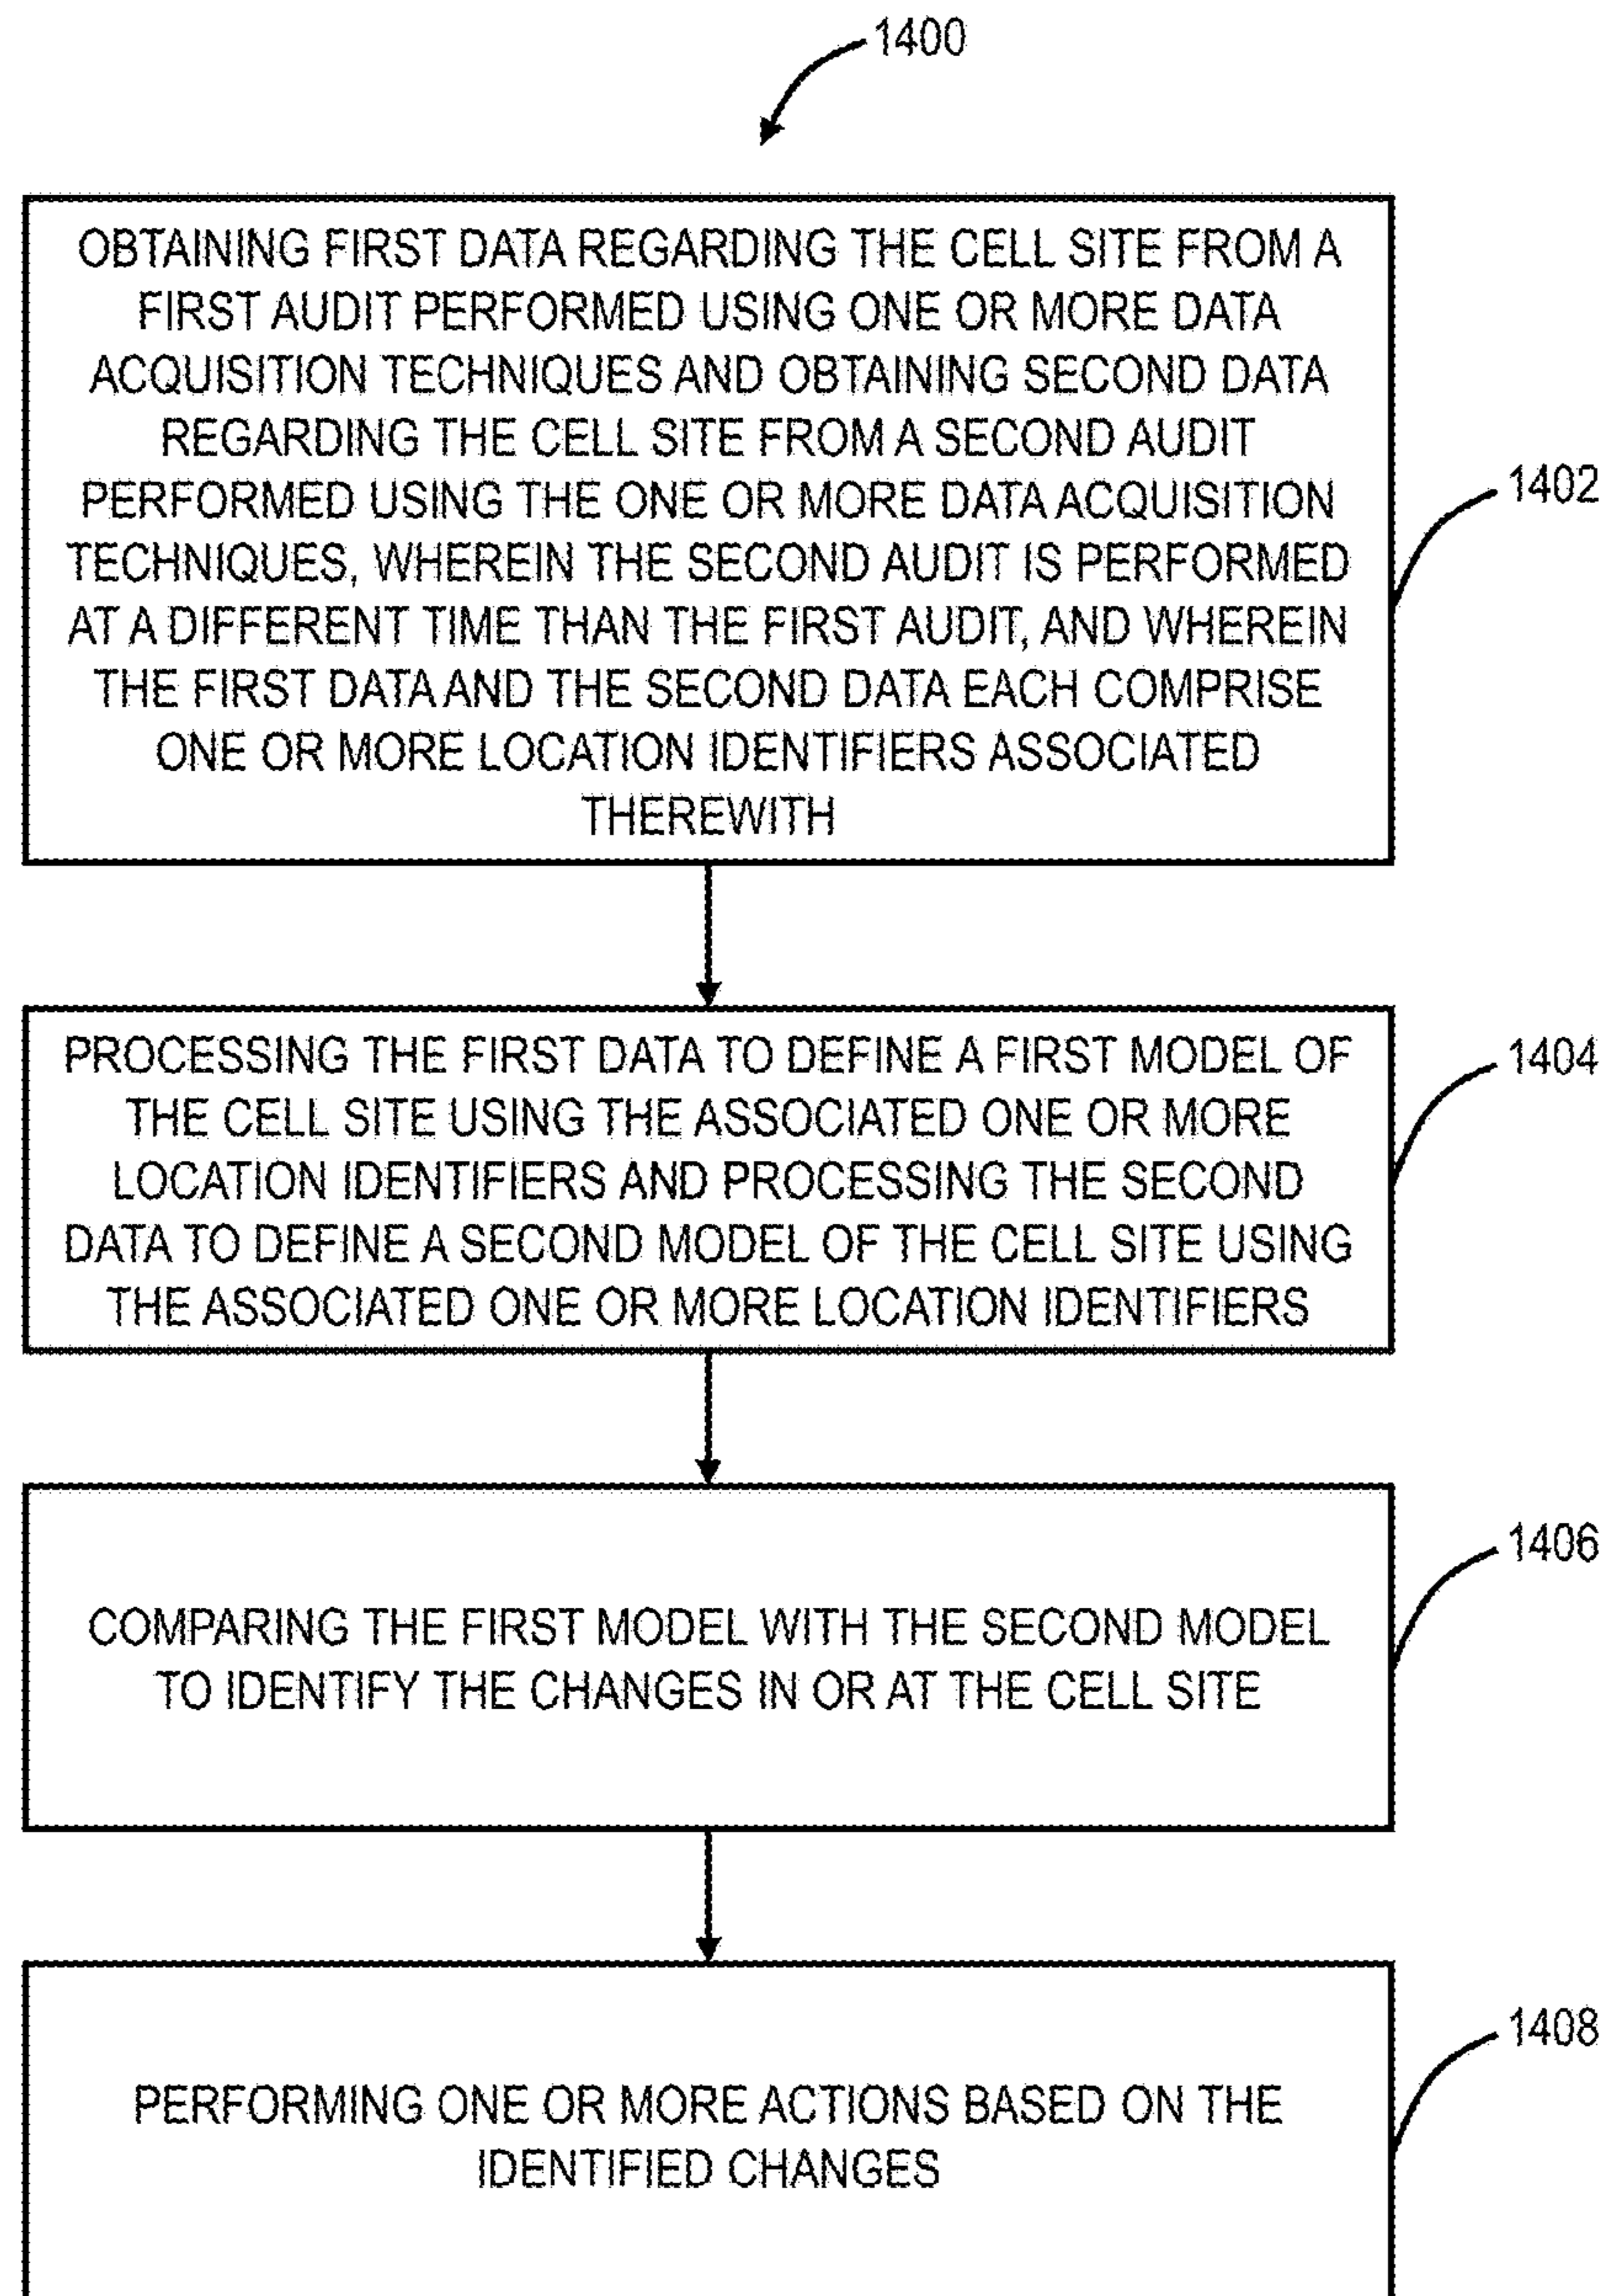 1400
OBTAINING FIRST DATA REGARDING THE CELL SITE FROM A
FIRST AUDIT PERFORMED USING ONE OR MORE DATA
ACQUISITION TECHNIQUES AND OBTAINING SECOND DATA
REGARDING THE CELL SITE FROM A SECOND AUDIT
PERFORMED USING THE ONE OR MORE DATA ACQUISITION
TECHNIQUES, WHEREIN THE SECOND AUDIT IS PERFORMED
AT A DIFFERENT TIME THAN THE FIRST AUDIT, AND WHEREIN
THE FIRST DATA AND THE SECOND DATA EACH COMPRISE
ONE OR MORE LOCATION IDENTIFIERS ASSOCIATED
THEREWITH
1402
PROCESSING THE FIRST DATA TO DEFINE A FIRST MODEL OF
THE CELL SITE USING THE ASSOCIATED ONE OR MORE
LOCATION IDENTIFIERS AND PROCESSING THE SECOND
DATA TO DEFINE A SECOND MODEL OF THE CELL SITE USING
THE ASSOCIATED ONE OR MORE LOCATION IDENTIFIERS
1404
COMPARING THE FIRST MODEL WITH THE SECOND MODEL
TO IDENTIFY THE CHANGES IN OR AT THE CELL SITE
1406
PERFORMING ONE OR MORE ACTIONS BASED ON THE
IDENTIFIED CHANGES
1408